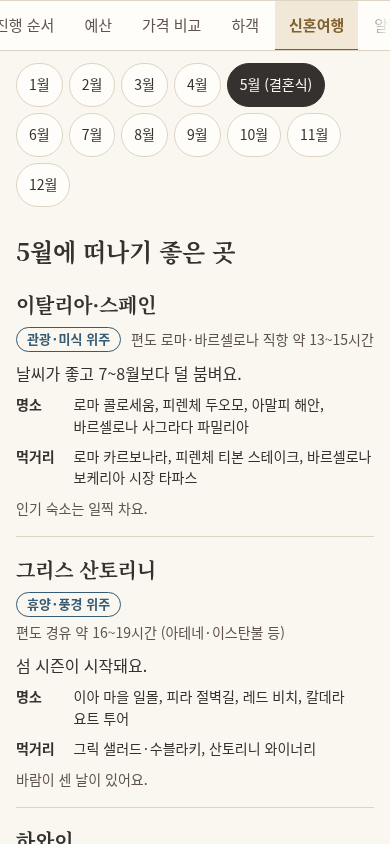 진행 순서 예산 가격 비교 하객 신혼여행
1월 2월 3월 4월 5월 (결혼식)
6월 7월 8월 9월 10월 11월
12월
5월에 떠나기 좋은 곳
이탈리아·스페인
관광·미식 위주 편도 로마·바르셀로나 직항 약 13~15시간
날씨가 좋고 7~8월보다 덜 붐벼요.
명소 로마 콜로세움, 피렌체 두오모, 아말피 해안,
바르셀로나 사그라다 파밀리아
먹거리 로마 카르보나라, 피렌체 티본 스테이크, 바르셀로나
보케리아 시장 타파스
인기 숙소는 일찍 차요.
그리스 산토리니
휴양·풍경 위주
편도 경유 약 16~19시간 (아테네·이스탄불 등)
섬 시즌이 시작돼요.
명소 이아 마을 일몰, 피라 절벽길, 레드 비치, 칼데라
요트 투어
먹거리 그릭 샐러드·수블라키, 산토리니 와이너리
바람이 센 날이 있어요.
하와이